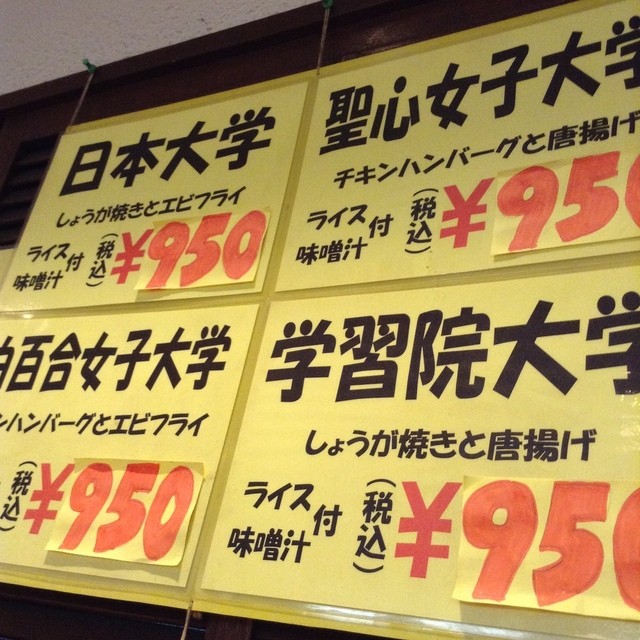 日本大学
しょうが焼きとエビフライ
ライス
味噌汁
付
(税込)
¥950
聖心女子大学
チキンハンバーグと唐揚げ
ライス
味噌汁
付
(税込)
¥950
百合女子大学
ンハンバーグとエビフライ
(税込)
¥950
学習院大学
しょうが焼きと唐揚げ
ライス
味噌汁
付
(税込)
¥950